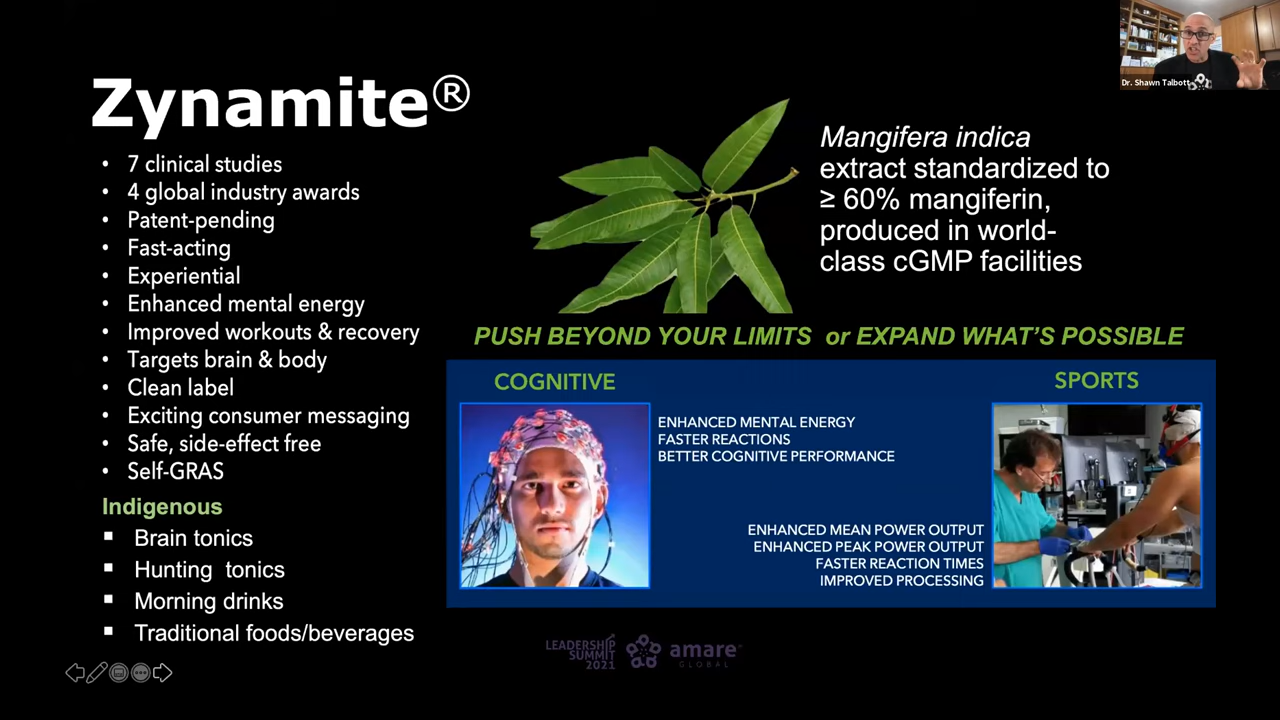 Zynamite®
• 7 clinical studies
• 4 global industry awards
• Patent-pending
• Fast-acting
• Experiential
• Enhanced mental energy
• Improved workouts & recovery
• Targets brain & body
• Clean label
• Exciting consumer messaging
• Safe, side-effect free
• Self-GRAS
Indigenous
▪ Brain tonics
▪ Hunting tonics
▪ Morning drinks
▪ Traditional foods/beverages
Mangifera indica
extract standardized to
≥ 60% mangiferin,
produced in world-
class cGMP facilities
PUSH BEYOND YOUR LIMITS or EXPAND WHAT'S POSSIBLE
COGNITIVE
ENHANCED MENTAL ENERGY
FASTER REACTIONS
BETTER COGNITIVE PERFORMANCE
SPORTS
ENHANCED MEAN POWER OUTPUT
ENHANCED PEAK POWER OUTPUT
FASTER REACTION TIMES
IMPROVED PROCESSING
LEADERSHIP
SUMMIT
2021
amare
GLOBAL
Dr. Shawn Talbott